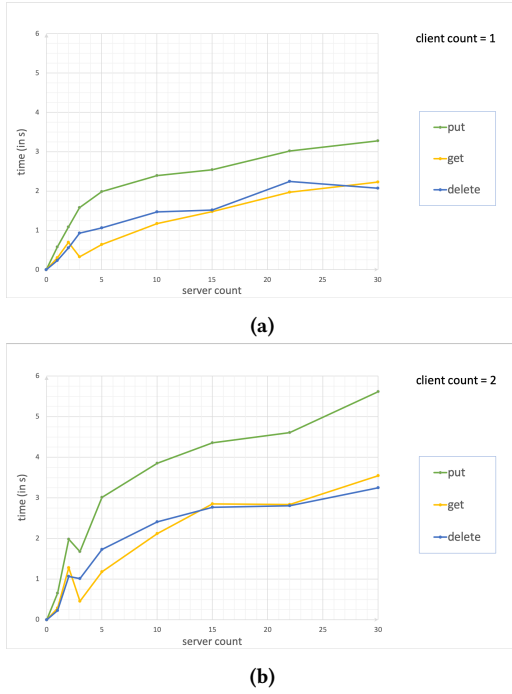 client count = 1
6
5
4
3
2
1
0
time (in s)
0
5
10
15
20
25
30
server count
put
get
delete
(a)
client count = 2
6
5
4
3
2
1
0
time (in s)
0
5
10
15
20
25
30
server count
put
get
delete
(b)